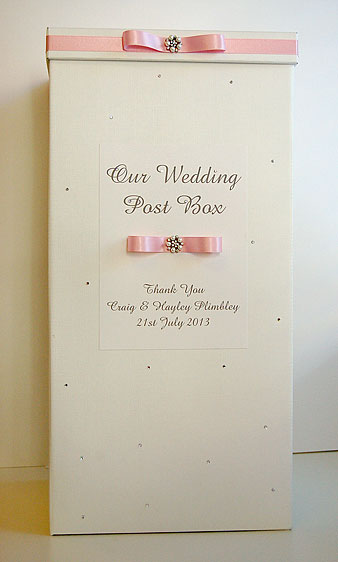 Our Wedding
Post Box
Thank You
Craig & Hayley Plimbley
21st July 2013